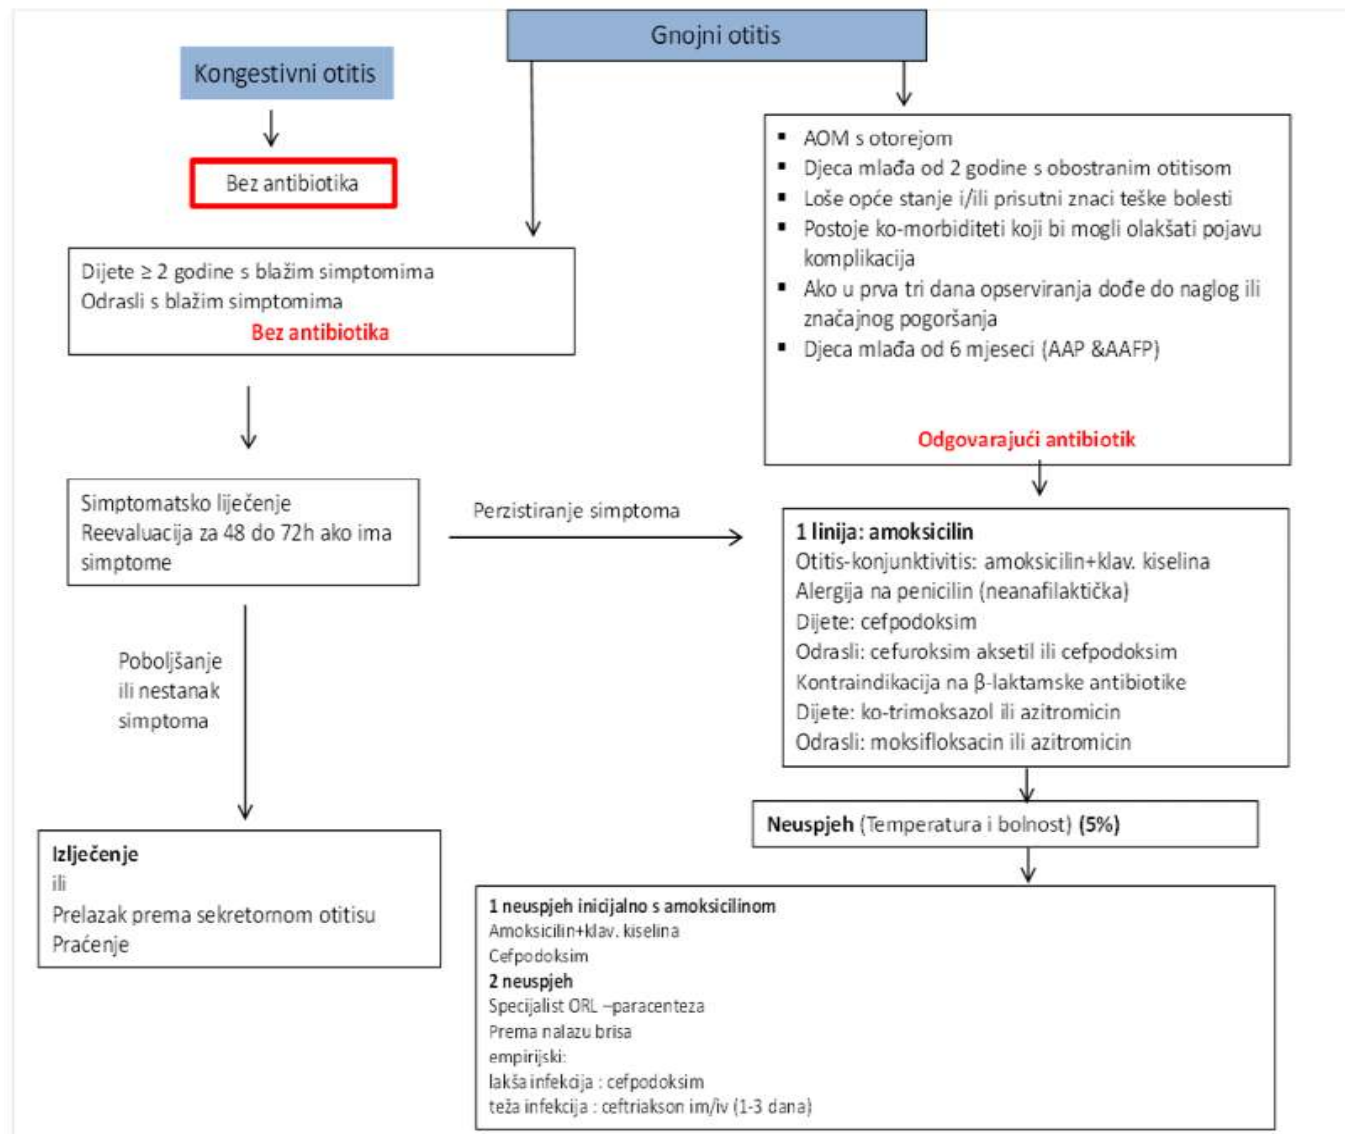 Gnojni otitis
Kongestivni otitis
Bez antibiotika
Dijete ≥ 2 godine s blažim simptomima
Odrasli s blažim simptomima
Bez antibiotika
▪ AOM s otorejom
▪ Djeca mlađa od 2 godine s obostranim otitisom
▪ Loše opće stanje i/ili prisutni znaci teške bolesti
▪ Postoje ko-morbiditeti koji bi mogli olakšati pojavu
komplikacija
▪ Ako u prva tri dana opserviranja dođe do naglog ili
značajnog pogoršanja
▪ Djeca mlađa od 6 mjeseci (AAP &AAFP)
Odgovarajući antibiotik
Simptomatsko liječenje
Reevaluacija za 48 do 72h ako ima
simptome
Perzistiranje simptoma
1 linija: amoksicilin
Otitis-konjunktivitis: amoksicilin+klav. kiselina
Alergija na penicilin (neanafilaktička)
Dijete: cefpodoksim
Odrasli: cefuroksim aksetil ili cefpodoksim
Kontraindikacija na β-laktamske antibiotike
Dijete: ko-trimoksazol ili azitromicin
Odrasli: moksifloksacin ili azitromicin
Poboljšanje
ili nestanak
simptoma
Neuspjeh (Temperatura i bolnost) (5%)
Izlječenje
ili
Prelazak prema sekretornom otitisu
Praćenje
1 neuspjeh inicijalno s amoksicilinom
Amoksicilin+klav. kiselina
Cefpodoksim
2 neuspjeh
Specijalist ORL –paracenteza
Prema nalazu brisa
empirijski:
lakša infekcija : cefpodoksim
teža infekcija : ceftriakson im/iv (1-3 dana)